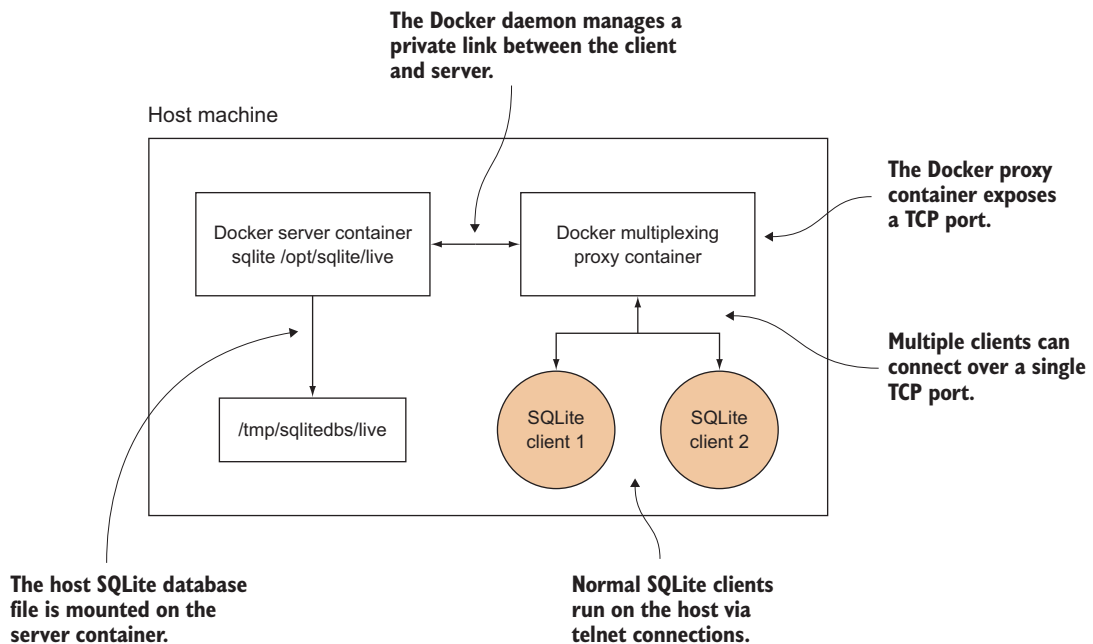 The Docker daemon manages a
private link between the client
and server.
Host machine
The Docker proxy
container exposes
a TCP port.
Docker server container
sqlite /opt/sqlite/live
Docker multiplexing
proxy container
Multiple clients can
connect over a single
TCP port.
/tmp/sqlitedbs/live
SQLite
client 1
SQLite
client 2
The host SQLite database
file is mounted on the
server container.
Normal SQLite clients
run on the host via
telnet connections.